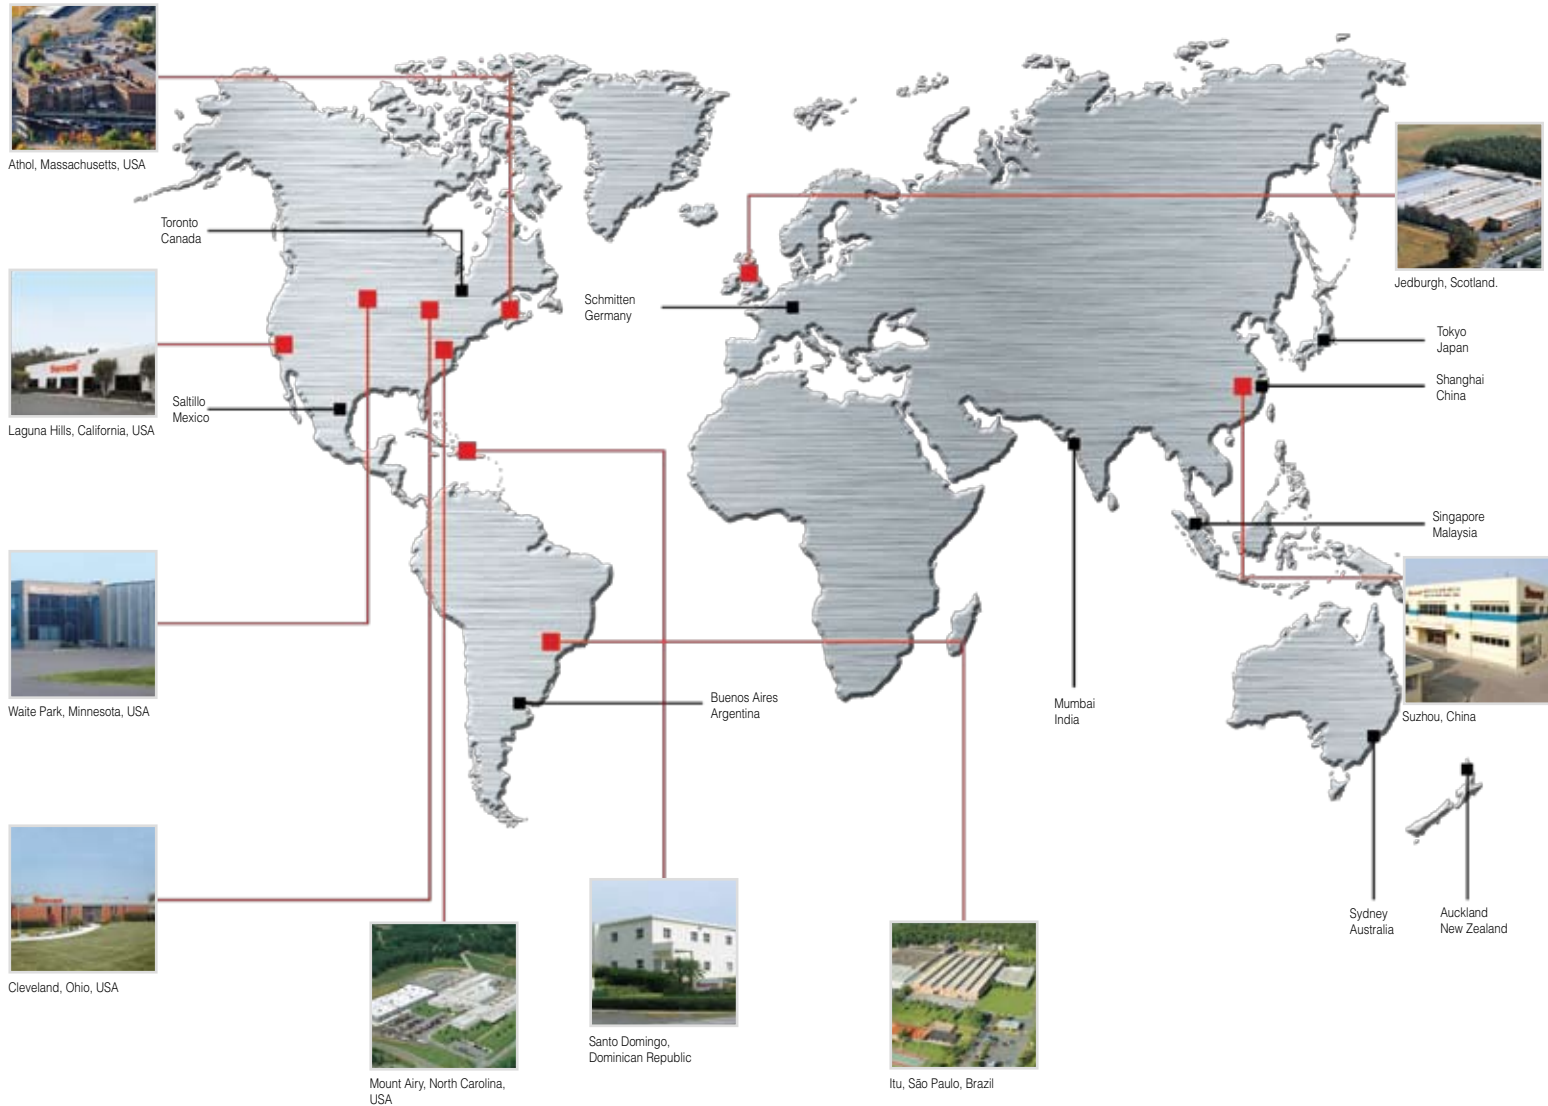 Athol, Massachusetts, USA
Toronto
Canada
Laguna Hills, California, USA
Saltillo
Mexico
Waite Park, Minnesota, USA
Cleveland, Ohio, USA
Mount Airy, North Carolina,
USA
Santo Domingo,
Dominican Republic
Itu, São Paulo, Brazil
Buenos Aires
Argentina
Schmitten
Germany
Jedburgh, Scotland.
Tokyo
Japan
Shanghai
China
Singapore
Malaysia
Suzhou, China
Mumbai
India
Sydney
Australia
Auckland
New Zealand